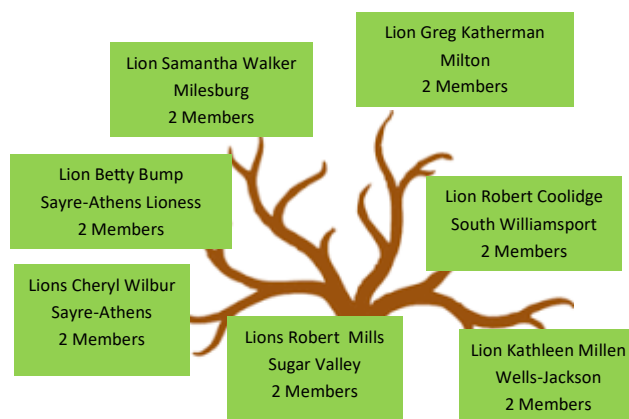 Lion Samantha Walker
Milesburg
2 Members
Lion Greg Katherman
Milton
2 Members
Lion Betty Bump
Sayre-Athens Lioness
2 Members
Lion Robert Coolidge
South Williamsport
2 Members
Lions Cheryl Wilbur
Sayre-Athens
2 Members
Lions Robert  Mills
Sugar Valley
2 Members
Lion Kathleen Millen
Wells-Jackson
2 Members